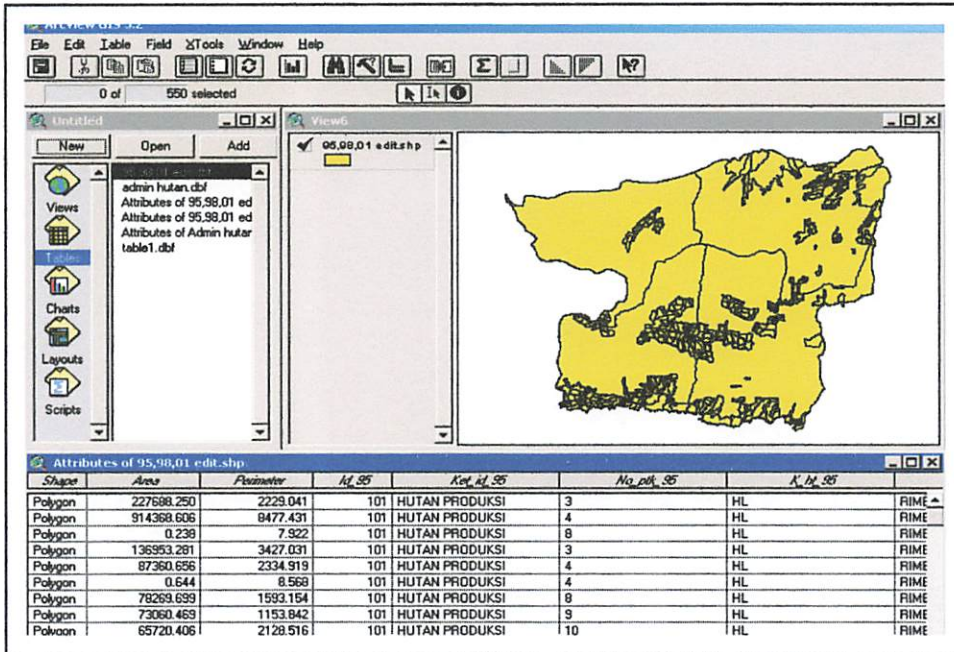 ArcView GIS 3.2
File Edit Table Field XTools Window Help
0 of 550 selected
Untitled
New Open Add
Views
Tables
Charts
Layouts
Scripts
admin hutan.dbf
Attributes of 95,98,01 ed
Attributes of 95,98,01 ed
Attributes of Admin hutar
table1.dbf
View6
95,98,01 edit.shp
Attributes of 95,98,01 edit.shp
Shape Area Perimeter Id_95 Ket_id_95 No_ptk_95 K_ht_95
Polygon 227688.250 2229.041 101 HUTAN PRODUKSI 3 HL RIME
Polygon 914368.606 8477.431 101 HUTAN PRODUKSI 4 HL RIME
Polygon 0.238 7.922 101 HUTAN PRODUKSI 8 HL RIME
Polygon 136953.281 3427.031 101 HUTAN PRODUKSI 3 HL RIME
Polygon 87360.656 2334.919 101 HUTAN PRODUKSI 4 HL RIME
Polygon 0.644 8.568 101 HUTAN PRODUKSI 4 HL RIME
Polygon 78269.699 1593.154 101 HUTAN PRODUKSI 8 HL RIME
Polygon 73060.469 1153.842 101 HUTAN PRODUKSI 9 HL RIME
Polygon 65720.406 2128.516 101 HUTAN PRODUKSI 10 HL RIME